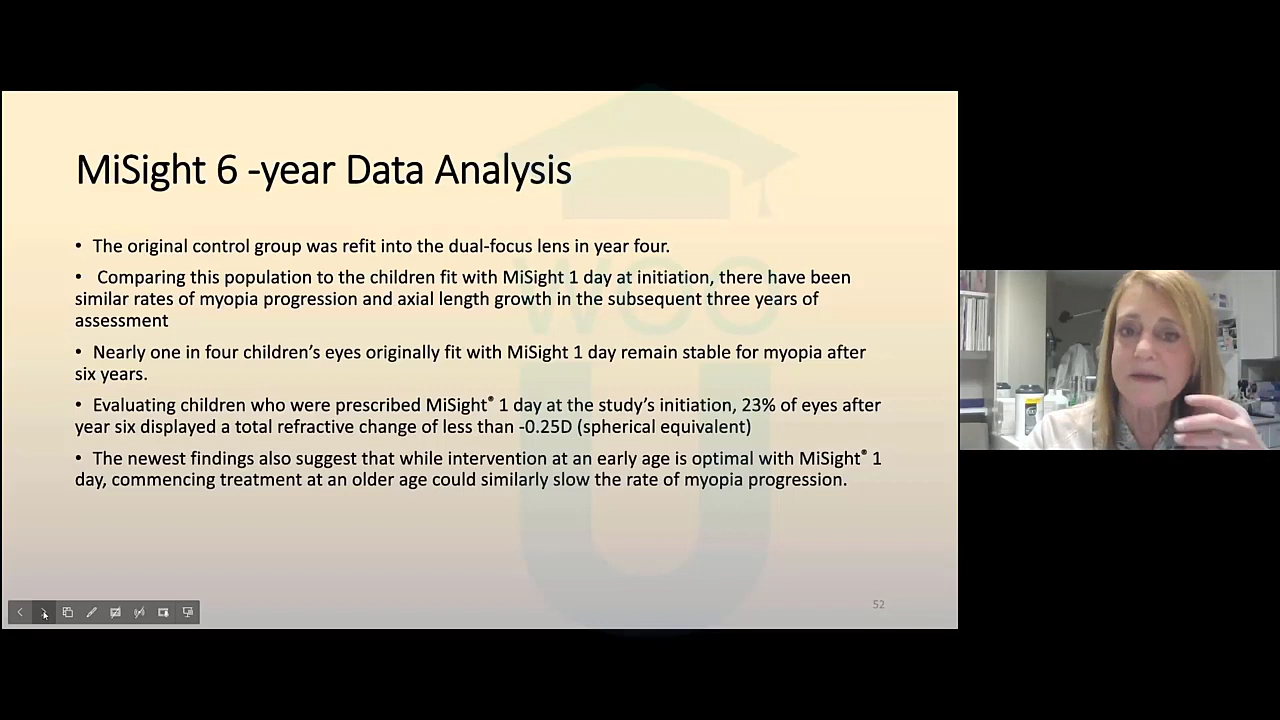 MiSight 6 -year Data Analysis
• The original control group was refit into the dual-focus lens in year four.
• Comparing this population to the children fit with MiSight 1 day at initiation, there have been
similar rates of myopia progression and axial length growth in the subsequent three years of
assessment
• Nearly one in four children’s eyes originally fit with MiSight 1 day remain stable for myopia after
six years.
• Evaluating children who were prescribed MiSight® 1 day at the study’s initiation, 23% of eyes after
year six displayed a total refractive change of less than -0.25D (spherical equivalent)
• The newest findings also suggest that while intervention at an early age is optimal with MiSight® 1
day, commencing treatment at an older age could similarly slow the rate of myopia progression.
WOO
U
52